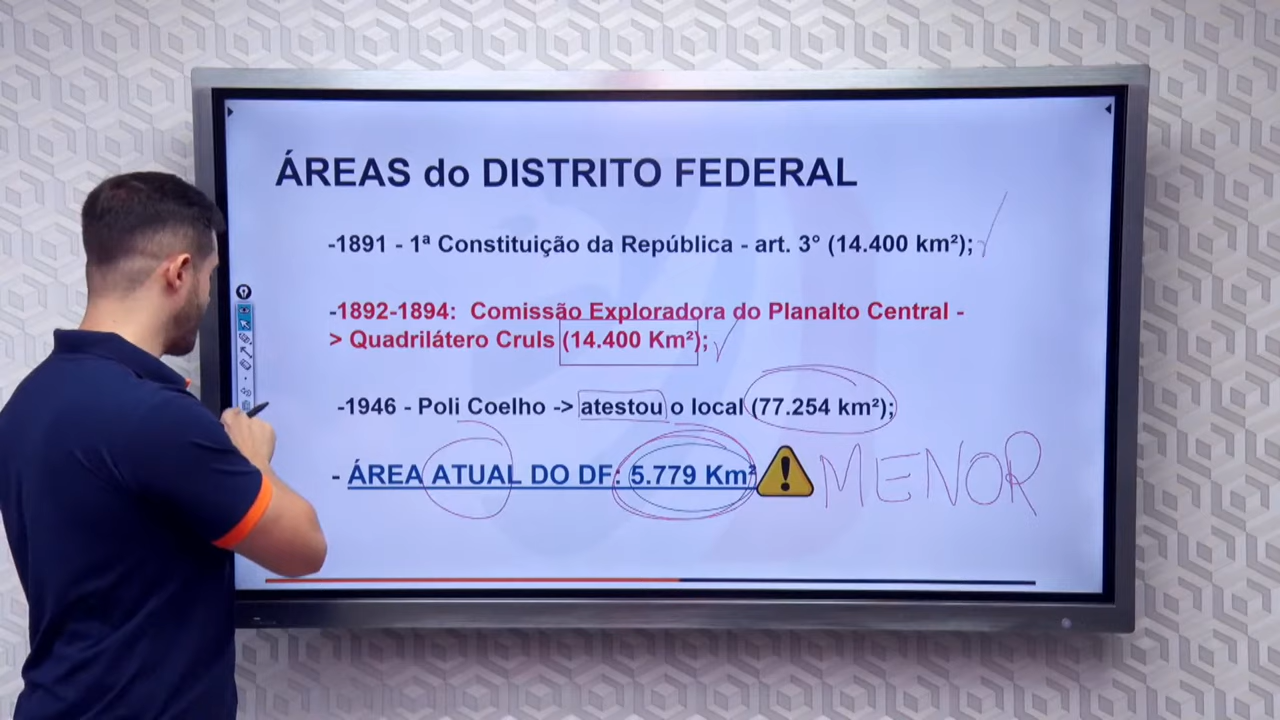 ÁREAS do DISTRITO FEDERAL
-1891 - 1ª Constituição da República - art. 3° (14.400 km²);
-1892-1894: Comissão Exploradora do Planalto Central -
> Quadrilátero Cruls (14.400 Km²);
-1946 - Poli Coelho -> atestou o local (77.254 km²);
- ÁREA ATUAL DO DF: 5.779 Km² MENOR